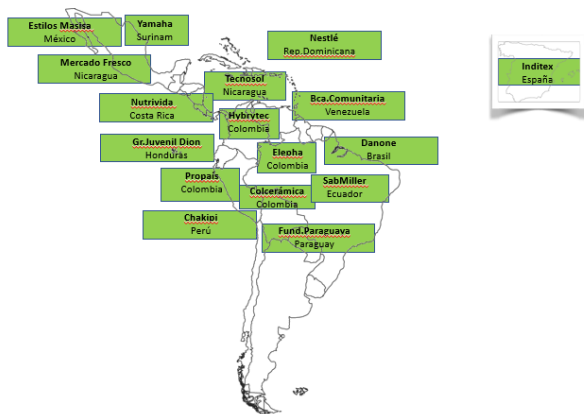 Estilos Masisa
México
Yamaha
Surinam
Nestlé
Rep.Dominicana
Inditex
España
Mercado Fresco
Nicaragua
Tecnosol
Nicaragua
Nutrivida
Costa Rica
Bca.Comunitaria
Venezuela
Hybrytec
Colombia
Gr.Juvenil Dion
Honduras
Eleoha
Colombia
Danone
Brasil
Propaís
Colombia
Colcerámica
Colombia
SabMiller
Ecuador
Chakipi
Perú
Fund.Paraguaya
Paraguay